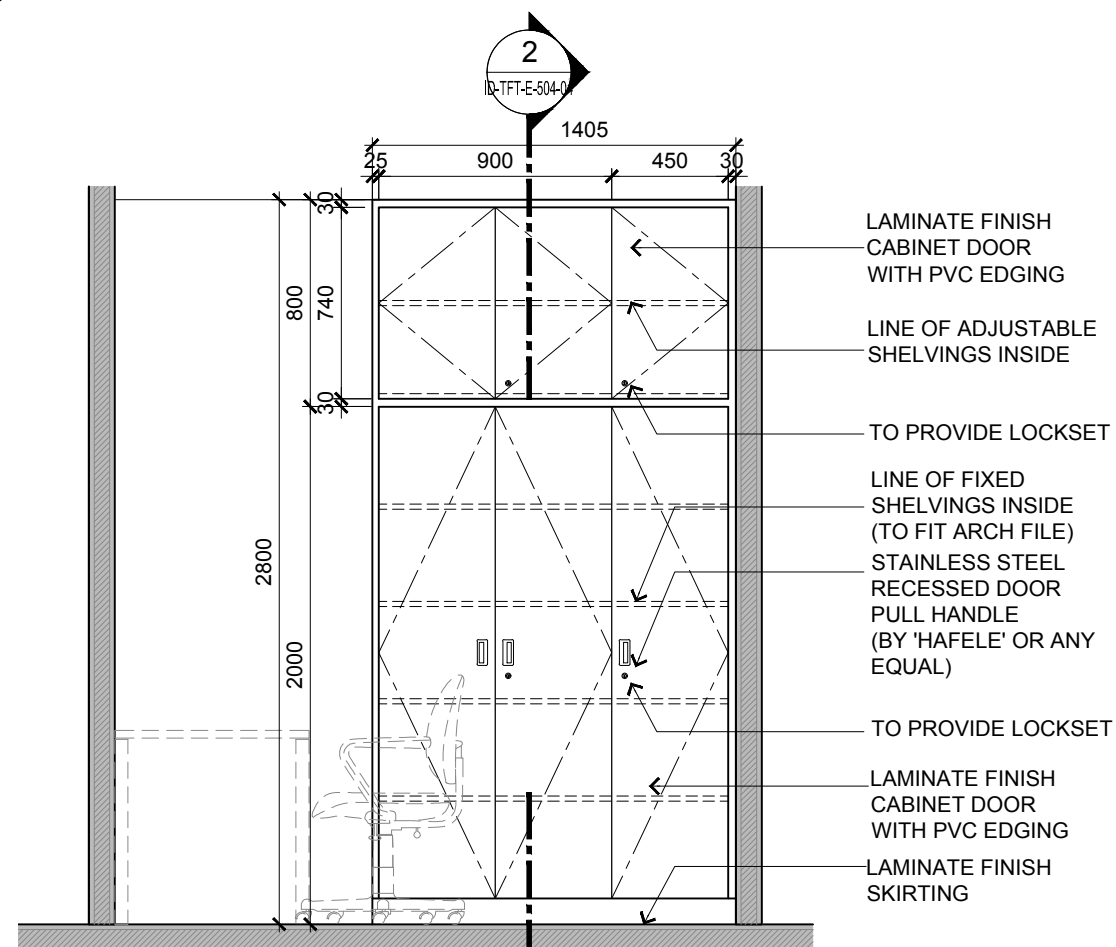 2
ID-TFT-E-504-0
1405
25 900 450 30
30
800
740
30
2800
2000
LAMINATE FINISH
CABINET DOOR
WITH PVC EDGING
LINE OF ADJUSTABLE
SHELVINGS INSIDE
TO PROVIDE LOCKSET
LINE OF FIXED
SHELVINGS INSIDE
(TO FIT ARCH FILE)
STAINLESS STEEL
RECESSED DOOR
PULL HANDLE
(BY 'HAFELE' OR ANY
EQUAL)
TO PROVIDE LOCKSET
LAMINATE FINISH
CABINET DOOR
WITH PVC EDGING
LAMINATE FINISH
SKIRTING